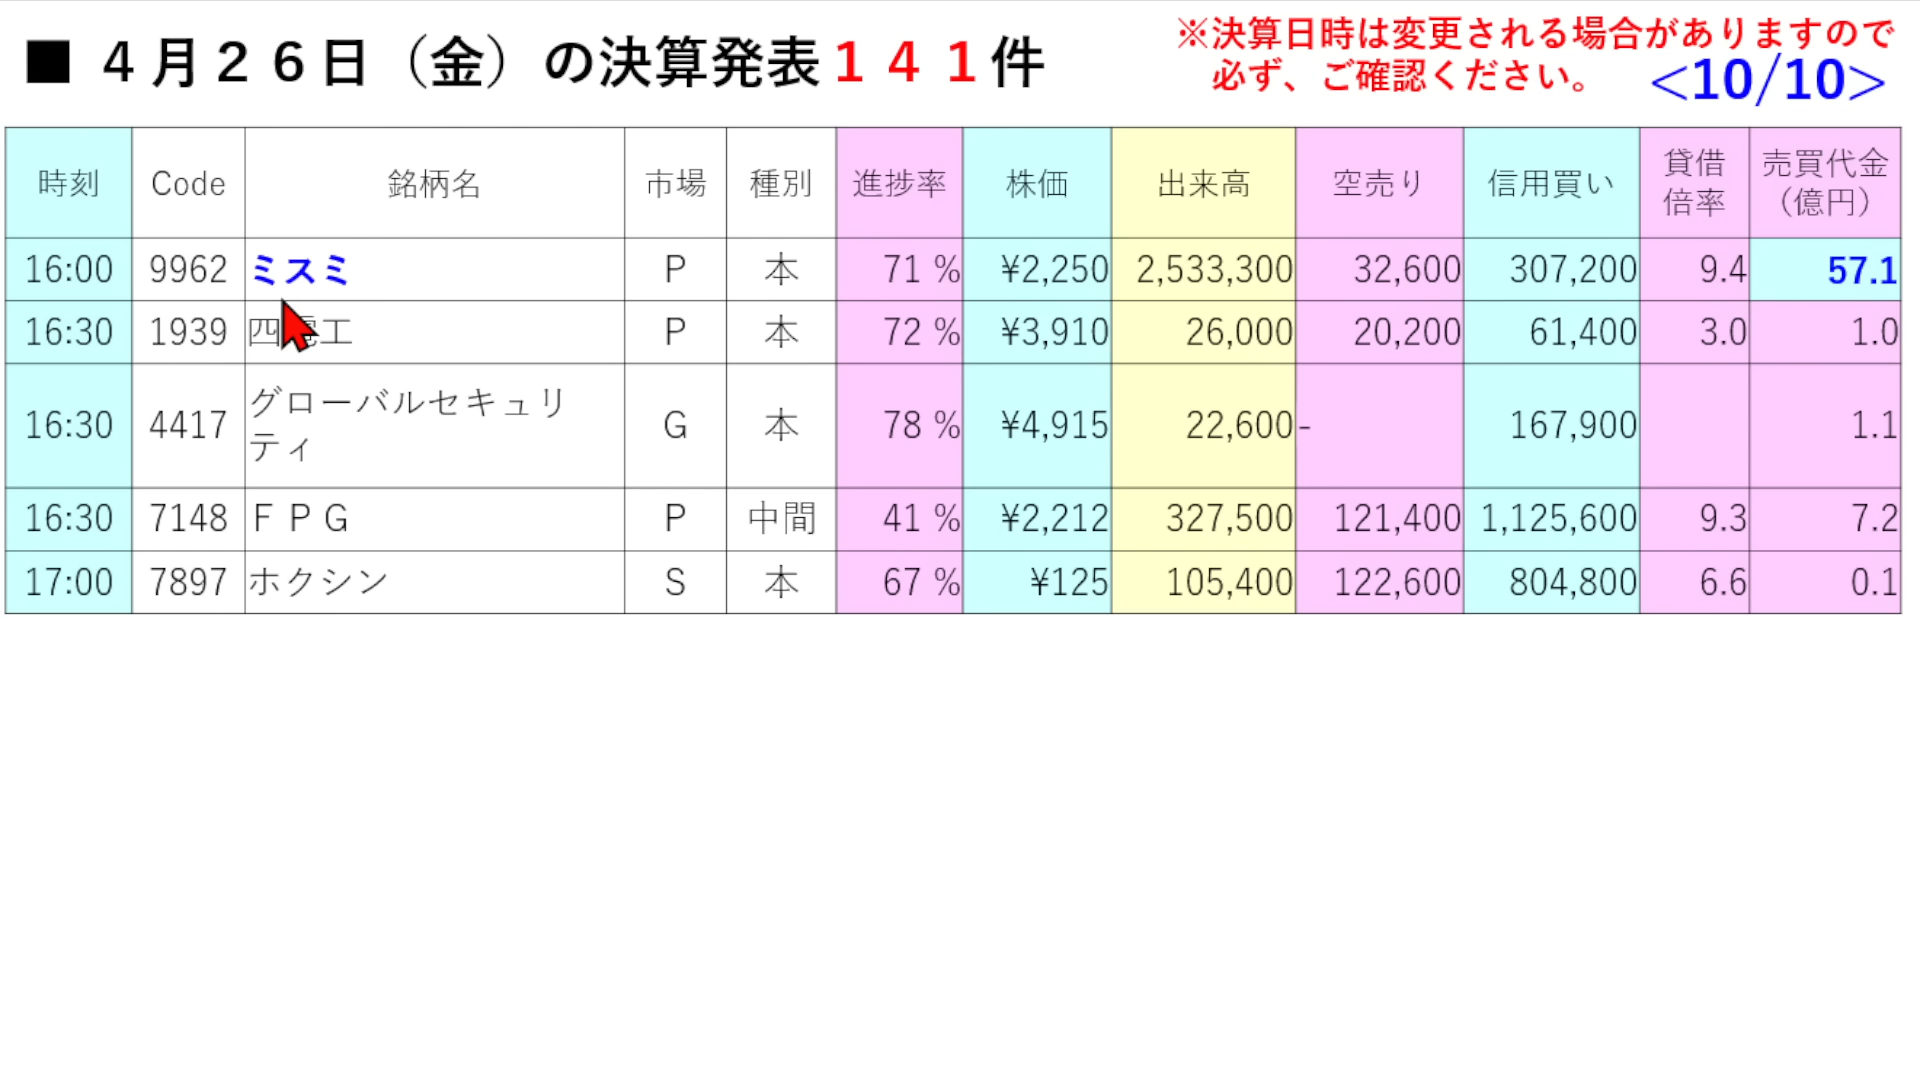 ■ ４月２６日（金）の決算発表１４１件
※決算日時は変更される場合がありますので
必ず、ご確認ください。
<10/10>
時刻 Code 銘柄名 市場 種別 進捗率 株価 出来高 空売り 信用買い 貸借倍率 売買代金（億円）
16:00 9962 ミスミ P 本 71 % ¥2,250 2,533,300 32,600 307,200 9.4 57.1
16:30 1939 四電工 P 本 72 % ¥3,910 26,000 20,200 61,400 3.0 1.0
16:30 4417 グローバルセキュリティ G 本 78 % ¥4,915 22,600 - 167,900 1.1
16:30 7148 ＦＰＧ P 中間 41 % ¥2,212 327,500 121,400 1,125,600 9.3 7.2
17:00 7897 ホクシン S 本 67 % ¥125 105,400 122,600 804,800 6.6 0.1